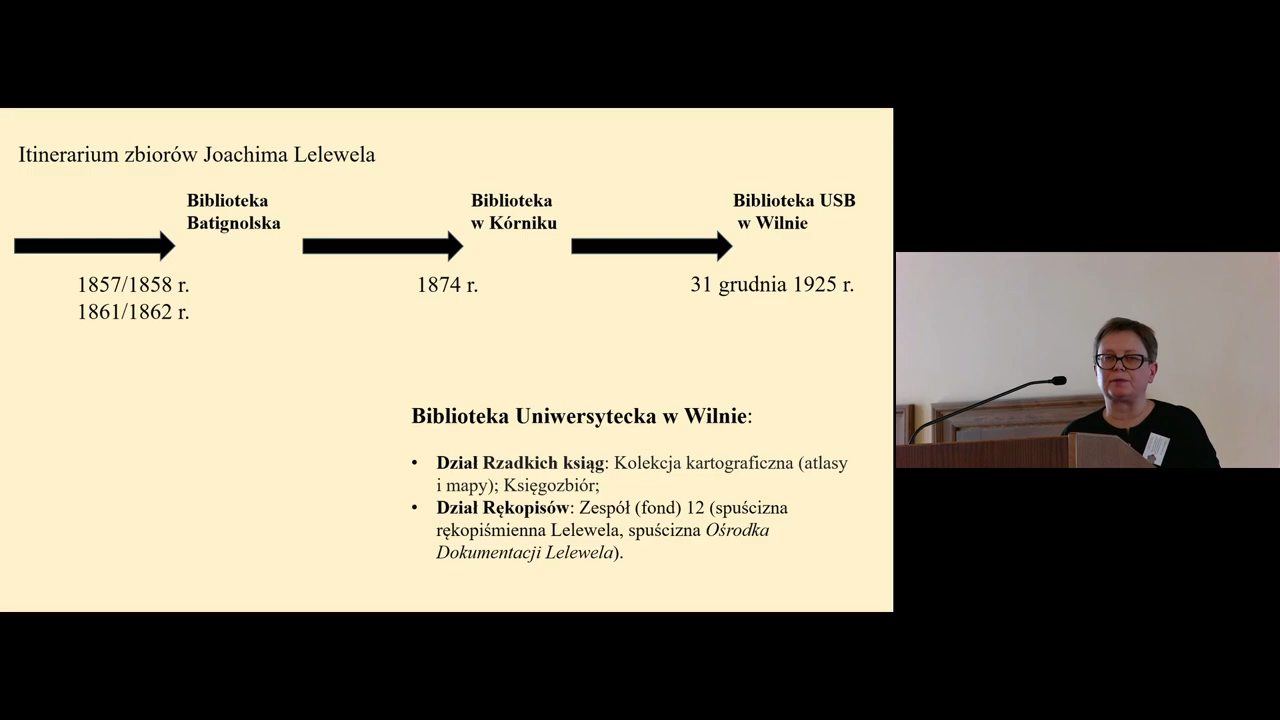 Itinerarium zbiorów Joachima Lelewela
Biblioteka
Batignolska
Biblioteka
w Kórniku
Biblioteka USB
w Wilnie
1857/1858 r.
1861/1862 r.
1874 r.
31 grudnia 1925 r.
Biblioteka Uniwersytecka w Wilnie:
• Dział Rzadkich ksiąg: Kolekcja kartograficzna (atlasy
i mapy); Księgozbiór;
• Dział Rękopisów: Zespół (fond) 12 (spuścizna
rękopiśmienna Lelewela, spuścizna Ośrodka
Dokumentacji Lelewela).